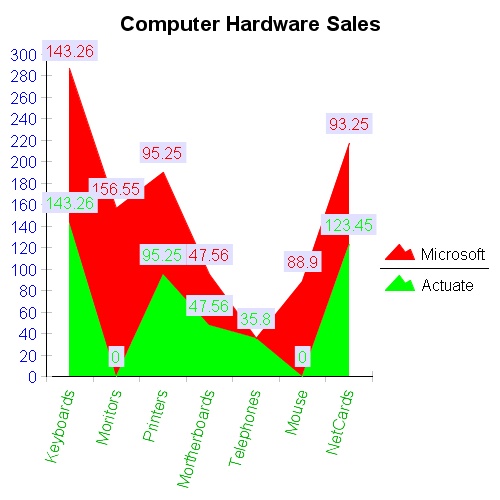 Computer Hardware Sales
300
280
260
240
220
200
180
160
140
120
100
80
60
40
20
0
143.26
156.55
95.25
47.56
88.9
93.25
143.26
0
95.25
47.56
35.8
0
123.45
Keyboards
Moritors
Printers
Mortherboards
Telephones
Mouse
NetCards
Microsoft
Actuate